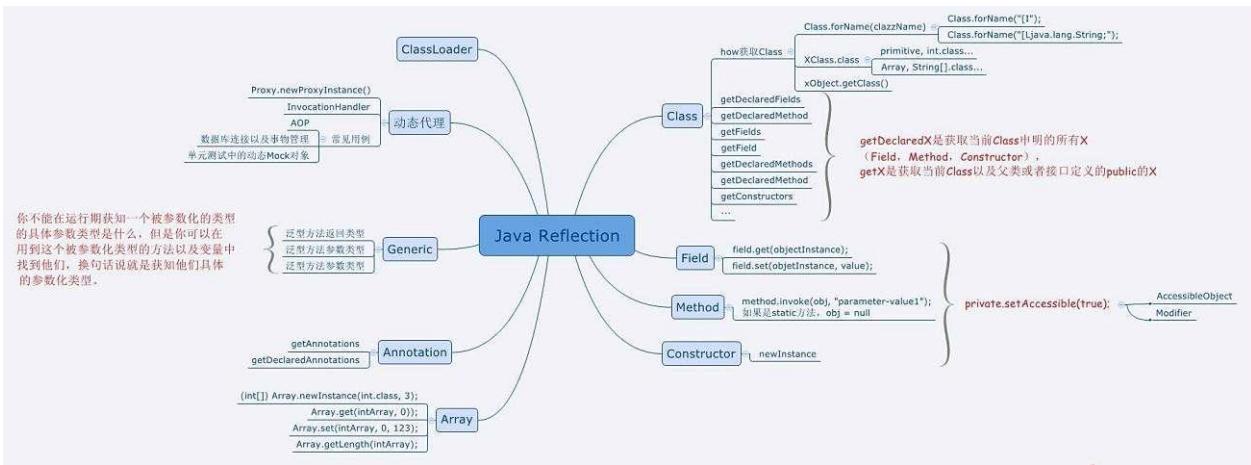 Java Reflection
ClassLoader
动态代理
Proxy.newProxyInstance()
InvocationHandler
AOP
常见用例
数据库连接以及事物管理
单元测试中的动态Mock对象
Generic
泛型方法返回类型
泛型方法参数类型
泛型方法参数类型
你不能在运行期获知一个被参数化的类型
的具体参数类型是什么，但是你可以在
用到这个被参数化类型的方法以及变量中
找到他们，换句话说就是获知他们具体
的参数化类型。
Annotation
getAnnotations
getDeclaredAnnotations
Array
(int[]) Array.newInstance(int.class, 3);
Array.get(intArray, 0));
Array.set(intArray, 0, 123);
Array.getLength(intArray);
Class
how获取Class
Class.forName(clazzName)
Class.forName("[I");
Class.forName("[Ljava.lang.String;");
XClass.class
primitive, int.class...
Array, String[].class...
xObject.getClass()
getDeclaredFields
getDeclaredMethod
getFields
getField
getDeclaredMethods
getDeclaredMethod
getConstructors
...
getDeclaredX是获取当前Class申明的所有X
（Field，Method，Constructor），
getX是获取当前Class以及父类或者接口定义的public的X
Field
field.get(objectInstance);
field.set(objetInstance, value);
Method
method.invoke(obj, "parameter-value1");
如果是static方法，obj = null
Constructor
newInstance
private.setAccessible(true);
AccessibleObject
Modifier